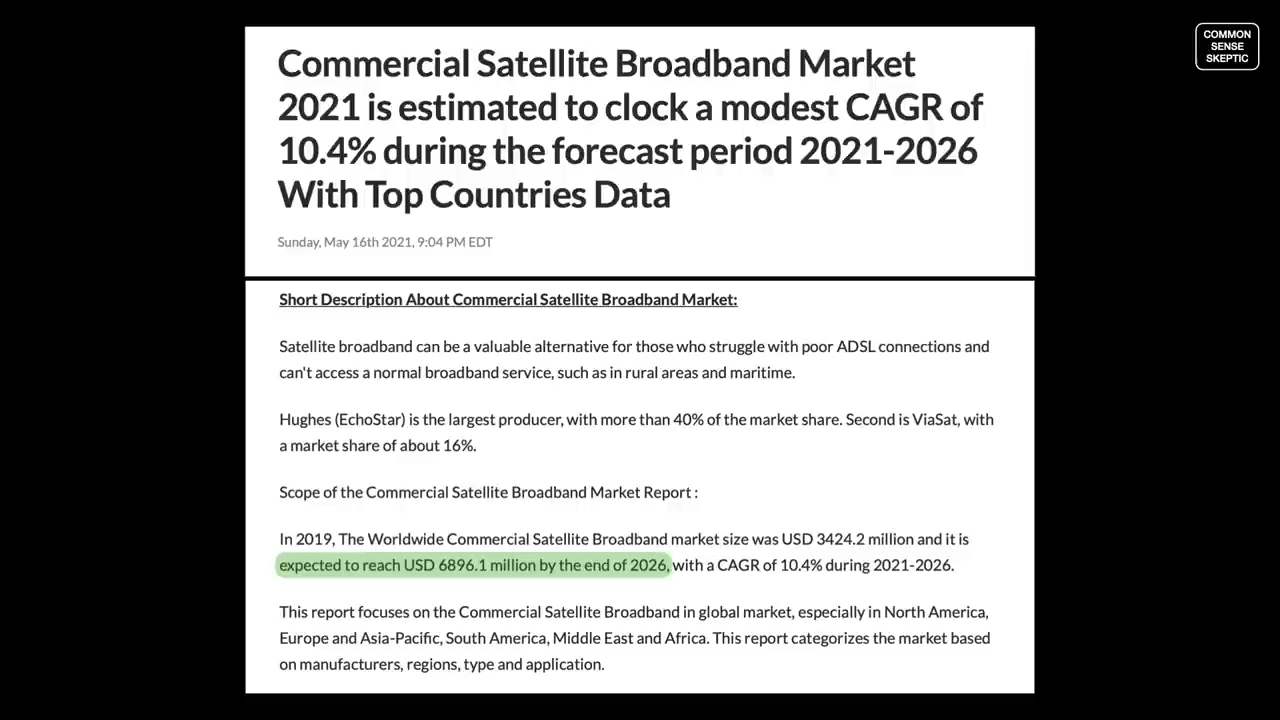 COMMON
SENSE
SKEPTIC
Commercial Satellite Broadband Market
2021 is estimated to clock a modest CAGR of
10.4% during the forecast period 2021-2026
With Top Countries Data
Sunday, May 16th 2021, 9:04 PM EDT
Short Description About Commercial Satellite Broadband Market:
Satellite broadband can be a valuable alternative for those who struggle with poor ADSL connections and
can't access a normal broadband service, such as in rural areas and maritime.
Hughes (EchoStar) is the largest producer, with more than 40% of the market share. Second is ViaSat, with
a market share of about 16%.
Scope of the Commercial Satellite Broadband Market Report :
In 2019, The Worldwide Commercial Satellite Broadband market size was USD 3424.2 million and it is
expected to reach USD 6896.1 million by the end of 2026, with a CAGR of 10.4% during 2021-2026.
This report focuses on the Commercial Satellite Broadband in global market, especially in North America,
Europe and Asia-Pacific, South America, Middle East and Africa. This report categorizes the market based
on manufacturers, regions, type and application.